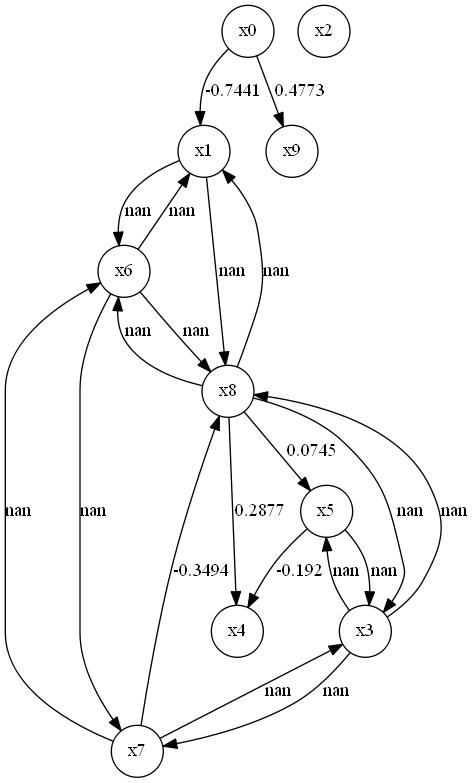 x0 x2
-0.7441 0.4773
x1 x9
nan nan
x6 nan nan
nan nan
x8
0.0745
nan nan 0.2877 x5 nan nan
-0.3494 -0.192 nan nan
x4 x3
nan nan
x7